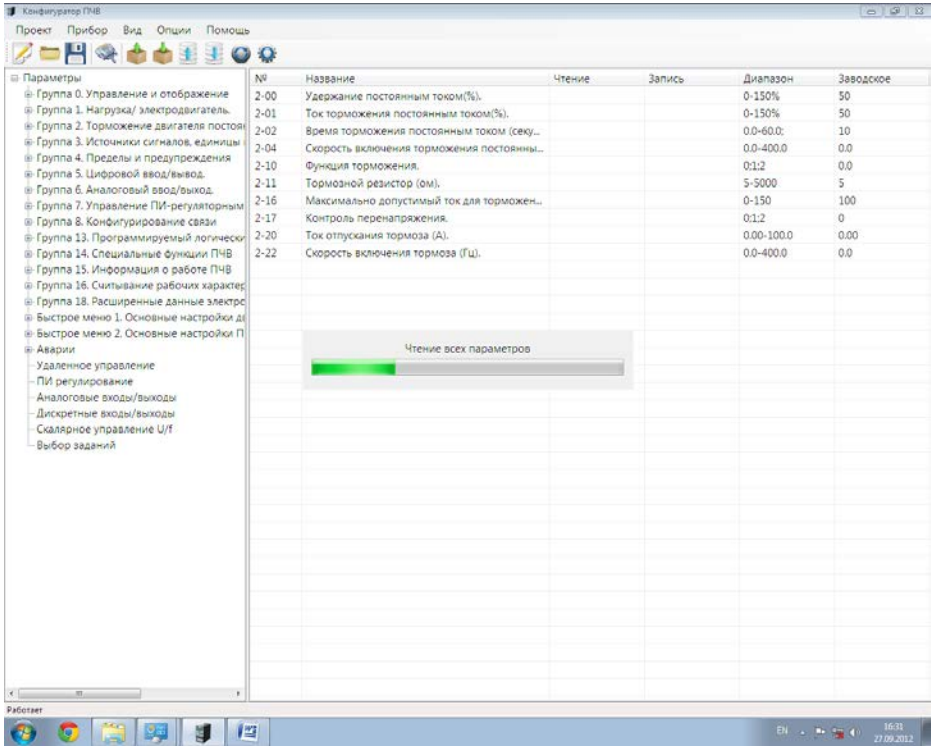 Конфигуратор ПЧВ
Проект Прибор Вид Опции Помощь
Параметры
Группа 0. Управление и отображение
Группа 1. Нагрузка/ электродвигатель.
Группа 2. Торможение двигателя постоян
Группа 3. Источники сигналов, единицы
Группа 4. Пределы и предупреждения
Группа 5. Цифровой ввод/вывод.
Группа 6. Аналоговый ввод/выход.
Группа 7. Управление ПИ-регуляторным
Группа 8. Конфигурирование связи
Группа 13. Программируемый логически
Группа 14. Специальные функции ПЧВ
Группа 15. Информация о работе ПЧВ
Группа 16. Считывание рабочих характер
Группа 18. Расширенные данные электро
Быстрое меню 1. Основные настройки дв
Быстрое меню 2. Основные настройки П
Аварии
Удаленное управление
ПИ регулирование
Аналоговые входы/выходы
Дискретные входы/выходы
Скалярное управление U/f
Выбор заданий
№ Название Чтение Запись Диапазон Заводское
2-00 Удержание постоянным током(%). 0-150% 50
2-01 Ток торможения постоянным током(%). 0-150% 50
2-02 Время торможения постоянным током (секу... 0.0-60.0; 10
2-04 Скорость включения торможения постоянны... 0.0-400.0 0.0
2-10 Функция торможения. 0;1;2 0.0
2-11 Тормозной резистор (ом). 5-5000 5
2-16 Максимально допустимый ток для торможен... 0-150 100
2-17 Контроль перенапряжения. 0;1;2 0
2-20 Ток отпускания тормоза (А). 0.00-100.0 0.00
2-22 Скорость включения тормоза (Гц). 0.0-400.0 0.0
Чтение всех параметров
Работает
EN 16:31
27.09.2012